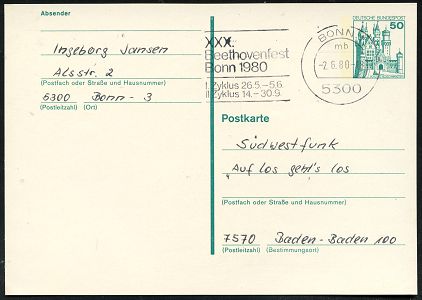 Absender
Ingeborg Jansen
Alsstr. 2
(Postfach oder Straße und Hausnummer)
5300 Bonn - 3
(Postleitzahl) (Ort)
XXX.
Beethovenfest
Bonn 1980
I. Zyklus 26.5.–5.6.
II. Zyklus 14.–30.9.
BONN
mb
-2.6.80-
5300
DEUTSCHE BUNDESPOST
50
Postkarte
Südwestfunk
"Auf los geht's los
(Postfach oder Straße und Hausnummer)
7570 Baden-Baden 100
(Postleitzahl) (Bestimmungsort)